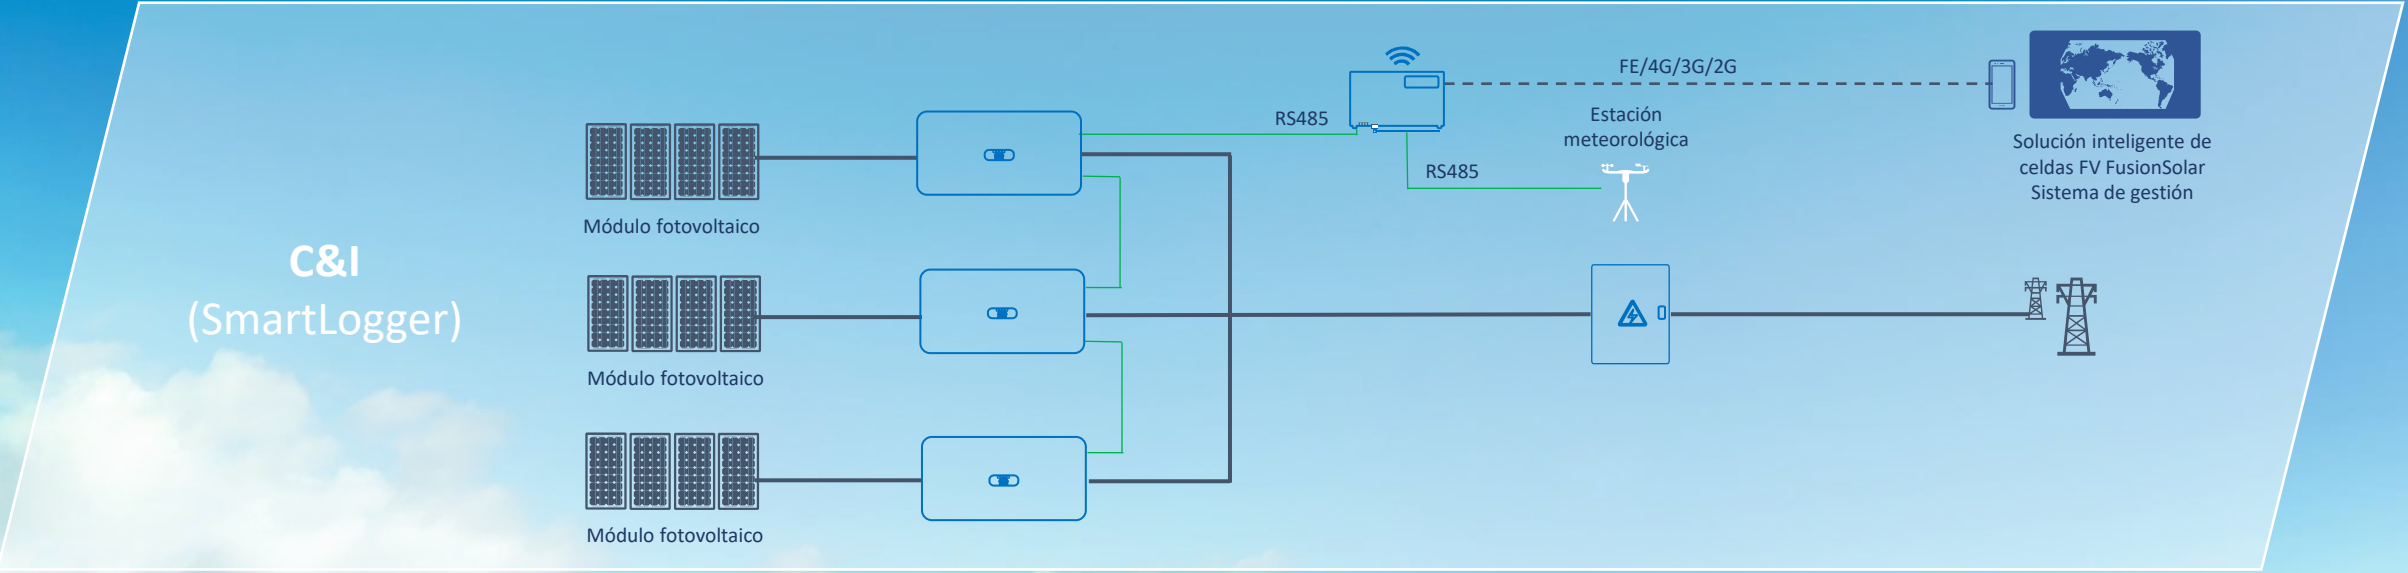 C&I
(SmartLogger)
Módulo fotovoltaico
Módulo fotovoltaico
Módulo fotovoltaico
RS485
RS485
FE/4G/3G/2G
Estación
meteorológica
Solución inteligente de
celdas FV FusionSolar
Sistema de gestión